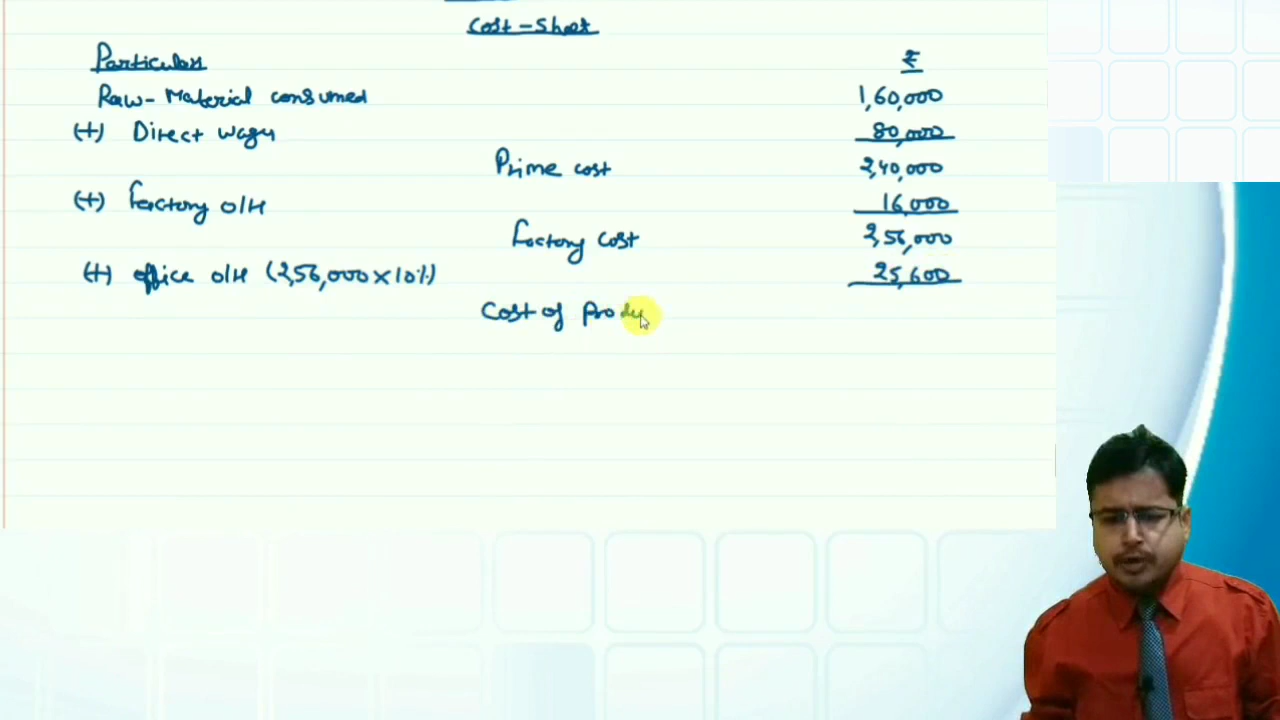 Cost-Sheet
Particulars ₹
Raw-Material consumed 1,60,000
(+) Direct wages 80,000
Prime cost 2,40,000
(+) Factory O/H 16,000
Factory cost 2,56,000
(+) office O/H (2,56,000×10%) 25,600
Cost of Produ